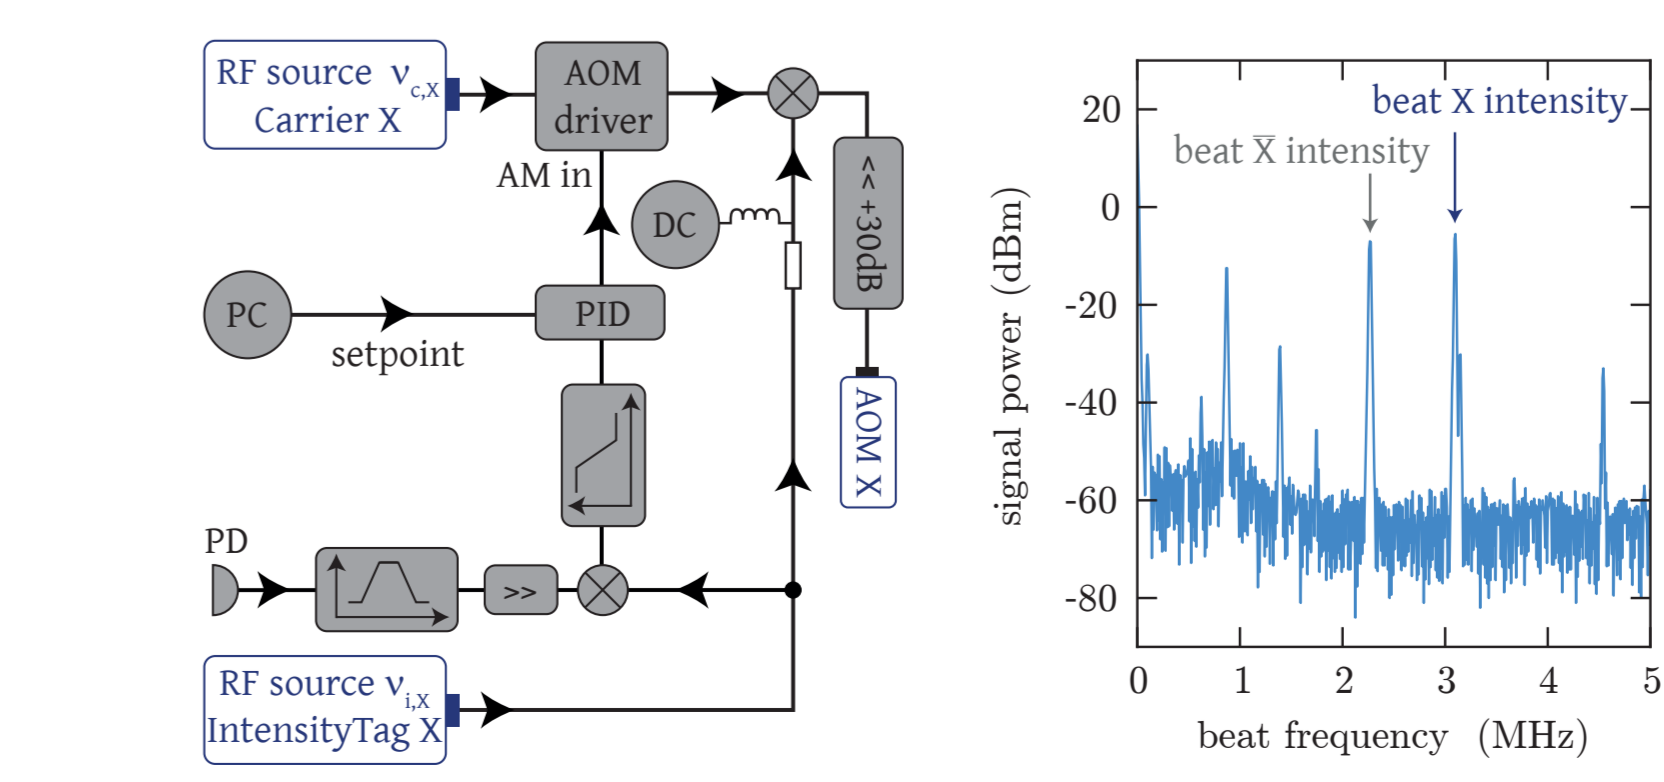 RF source ν c,X
Carrier X
AOM
driver
AM in
DC
<< +30dB
PC
setpoint
PID
AOM X
PD
>>
RF source ν i,X
IntensityTag X
beat X intensity
beat X̅ intensity
signal power (dBm)
20
0
-20
-40
-60
-80
0 1 2 3 4 5
beat frequency (MHz)